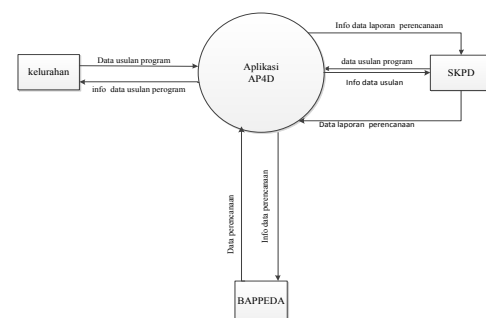 Info data laporan perencanaan
Data usulan program
kelurahan
info data usulan perogram
Aplikasi
AP4D
data usulan program
SKPD
Info data usulan
Data laporan perencanaan
Data perencanaan
Info data perencanaan
BAPPEDA